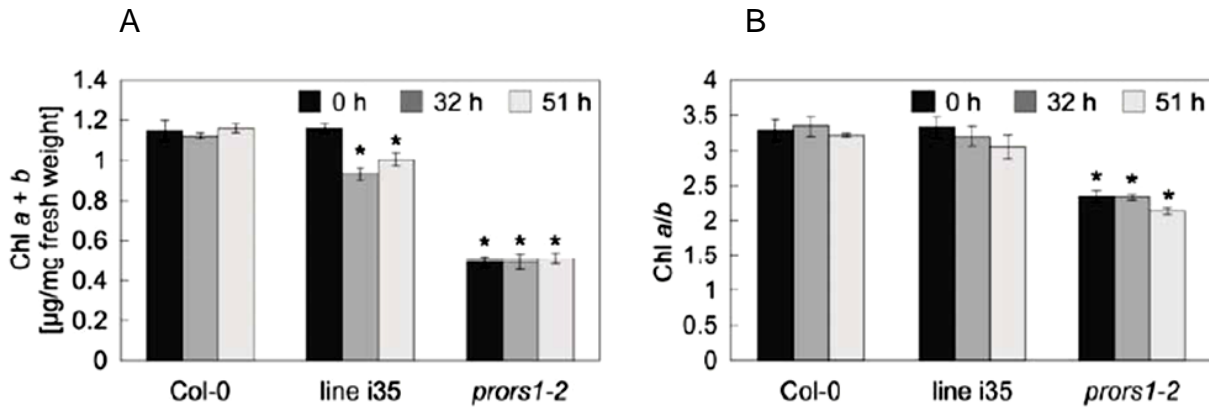 A
Chl a + b
[µg/mg fresh weight]
1.4
1.2
1
0.8
0.6
0.4
0.2
0
0 h 32 h 51 h
* *
* * *
Col-0 line i35 prors1-2
B
Chl a/b
4
3.5
3
2.5
2
1.5
1
0.5
0
0 h 32 h 51 h
* * *
Col-0 line i35 prors1-2